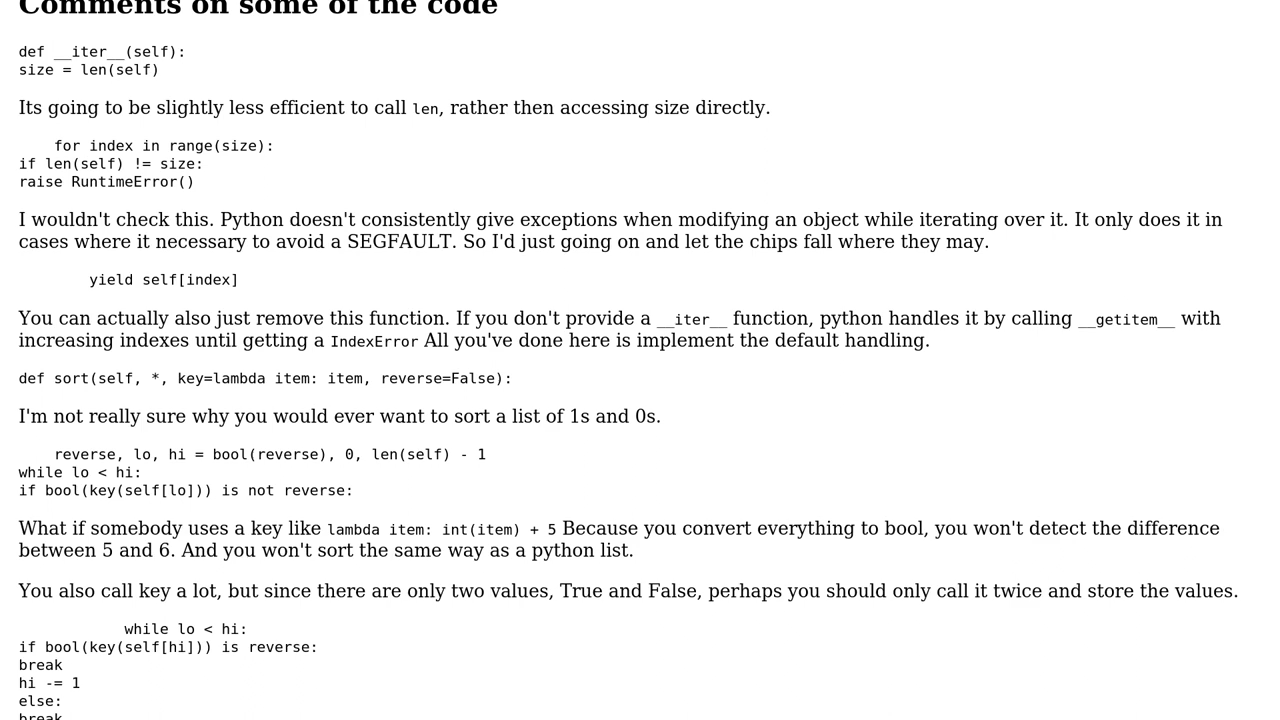 Comments on some of the code
def __iter__(self):
size = len(self)
Its going to be slightly less efficient to call len, rather then accessing size directly.
for index in range(size):
if len(self) != size:
raise RuntimeError()
I wouldn't check this. Python doesn't consistently give exceptions when modifying an object while iterating over it. It only does it in
cases where it necessary to avoid a SEGFAULT. So I'd just going on and let the chips fall where they may.
yield self[index]
You can actually also just remove this function. If you don't provide a __iter__ function, python handles it by calling __getitem__ with
increasing indexes until getting a IndexError All you've done here is implement the default handling.
def sort(self, *, key=lambda item: item, reverse=False):
I'm not really sure why you would ever want to sort a list of 1s and 0s.
reverse, lo, hi = bool(reverse), 0, len(self) - 1
while lo < hi:
if bool(key(self[lo])) is not reverse:
What if somebody uses a key like lambda item: int(item) + 5 Because you convert everything to bool, you won't detect the difference
between 5 and 6. And you won't sort the same way as a python list.
You also call key a lot, but since there are only two values, True and False, perhaps you should only call it twice and store the values.
while lo < hi:
if bool(key(self[hi])) is reverse:
break
hi -= 1
else:
break